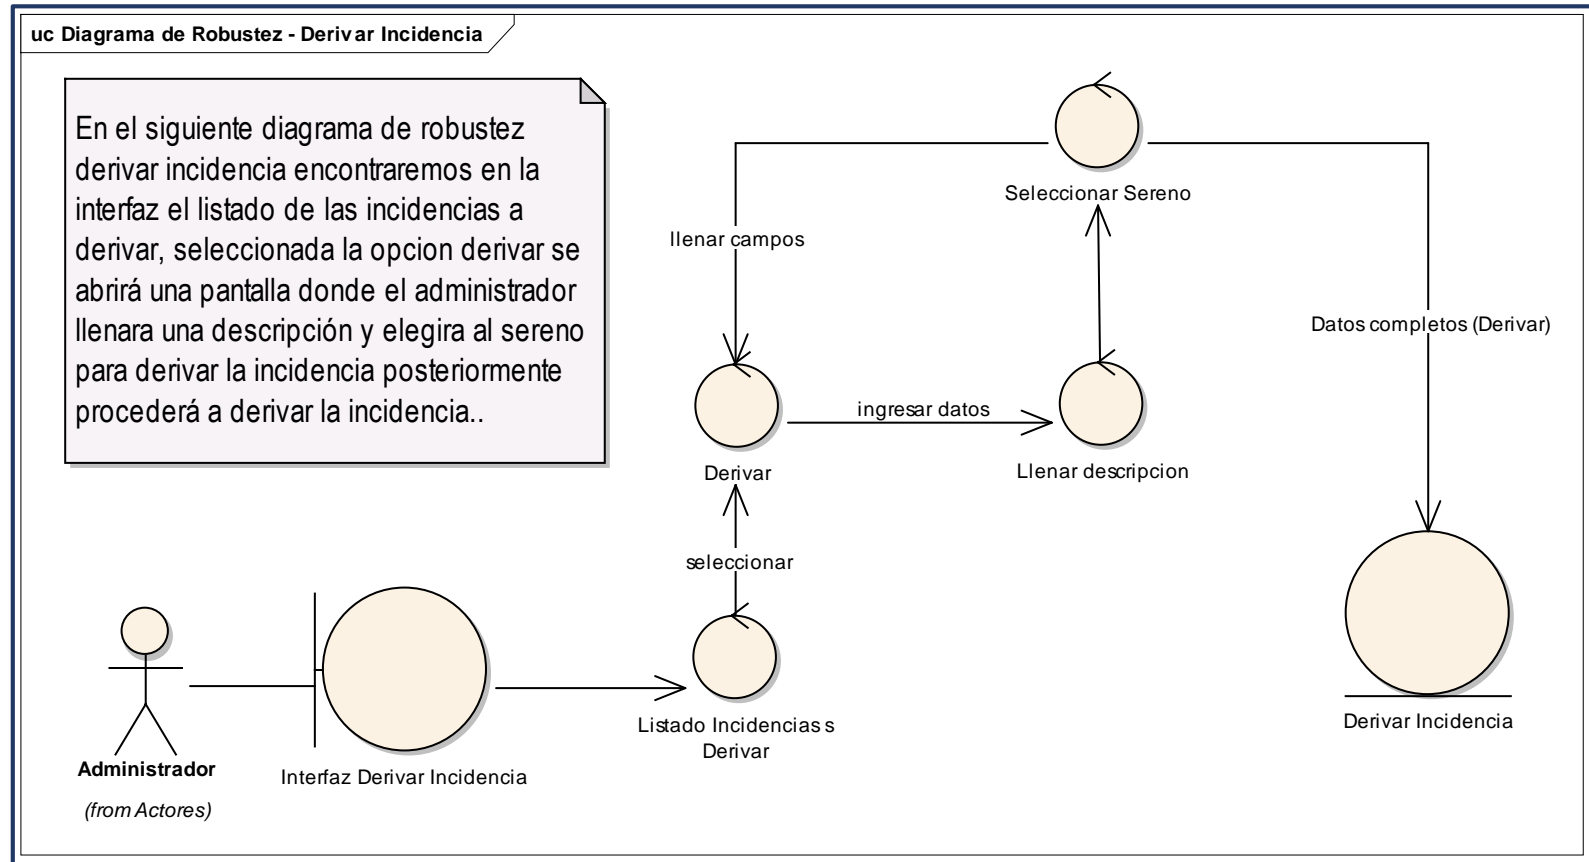 uc Diagrama de Robustez - Derivar Incidencia
En el siguiente diagrama de robustez
derivar incidencia encontraremos en la
interfaz el listado de las incidencias a
derivar, seleccionada la opcion derivar se
abrirá una pantalla donde el administrador
llenara una descripción y elegira al sereno
para derivar la incidencia posteriormente
procederá a derivar la incidencia..
Seleccionar Sereno
llenar campos
Datos completos (Derivar)
ingresar datos
Derivar
Llenar descripcion
seleccionar
Listado Incidencias s
Derivar
Derivar Incidencia
Administrador
(from Actores)
Interfaz Derivar Incidencia